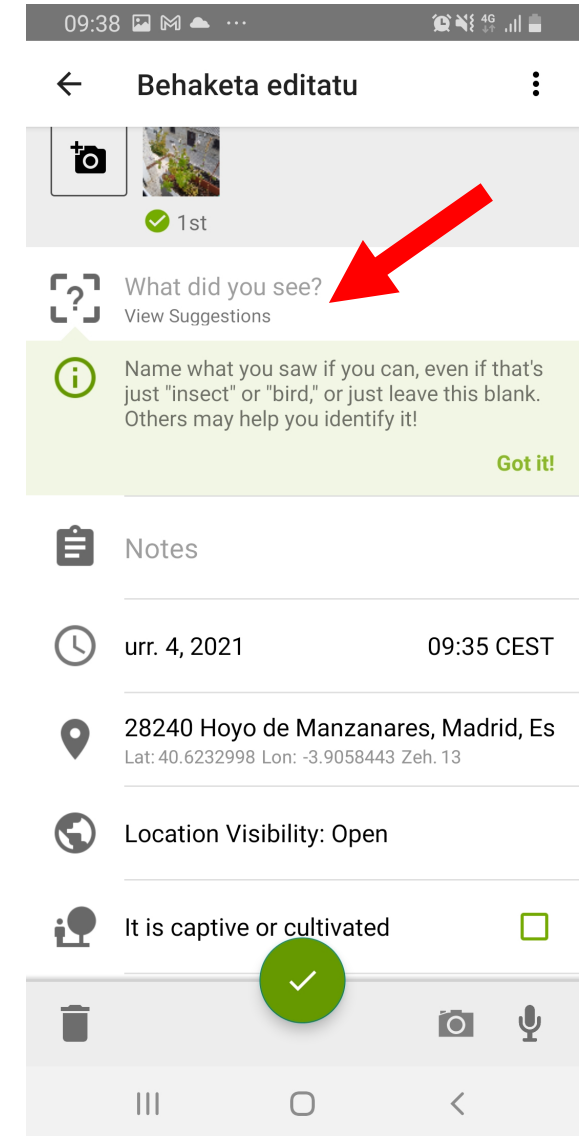 09:38 ... 4G
Behaketa editatu
1st
What did you see?
View Suggestions
Name what you saw if you can, even if that's
just "insect" or "bird," or just leave this blank.
Others may help you identify it!
Got it!
Notes
urr. 4, 2021 09:35 CEST
28240 Hoyo de Manzanares, Madrid, Es
Lat: 40.6232998 Lon: -3.9058443 Zeh. 13
Location Visibility: Open
It is captive or cultivated